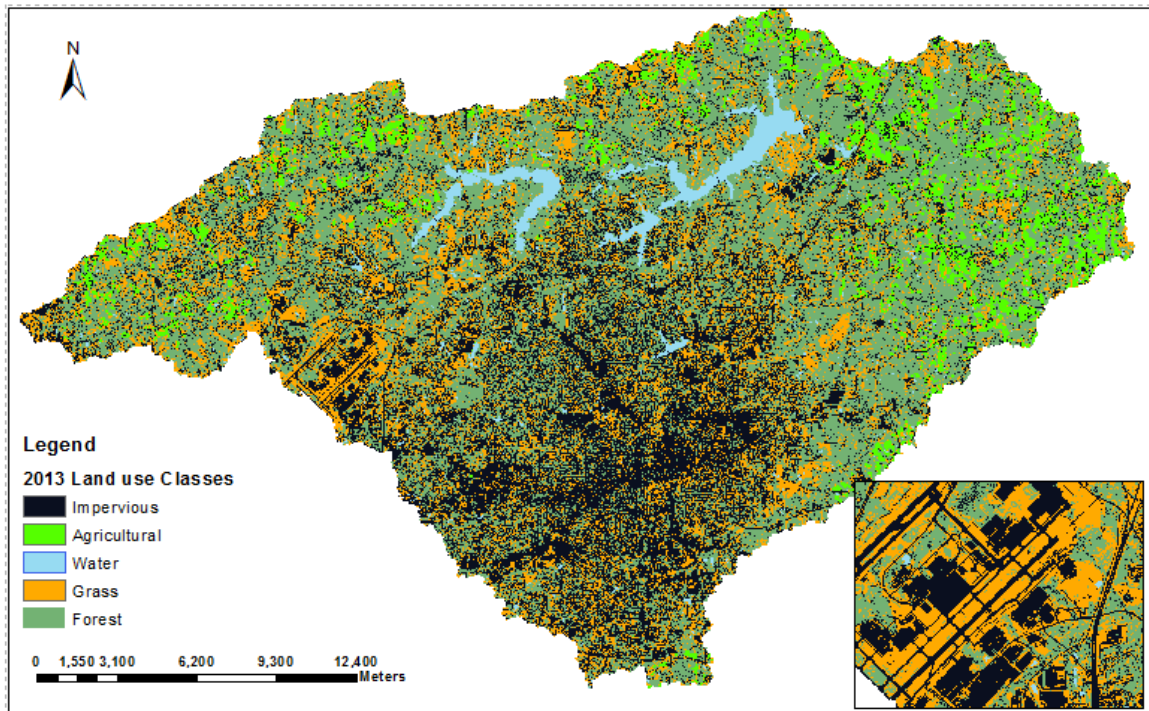 N
Legend
2013 Land use Classes
Impervious
Agricultural
Water
Grass
Forest
0 1,550 3,100 6,200 9,300 12,400
Meters